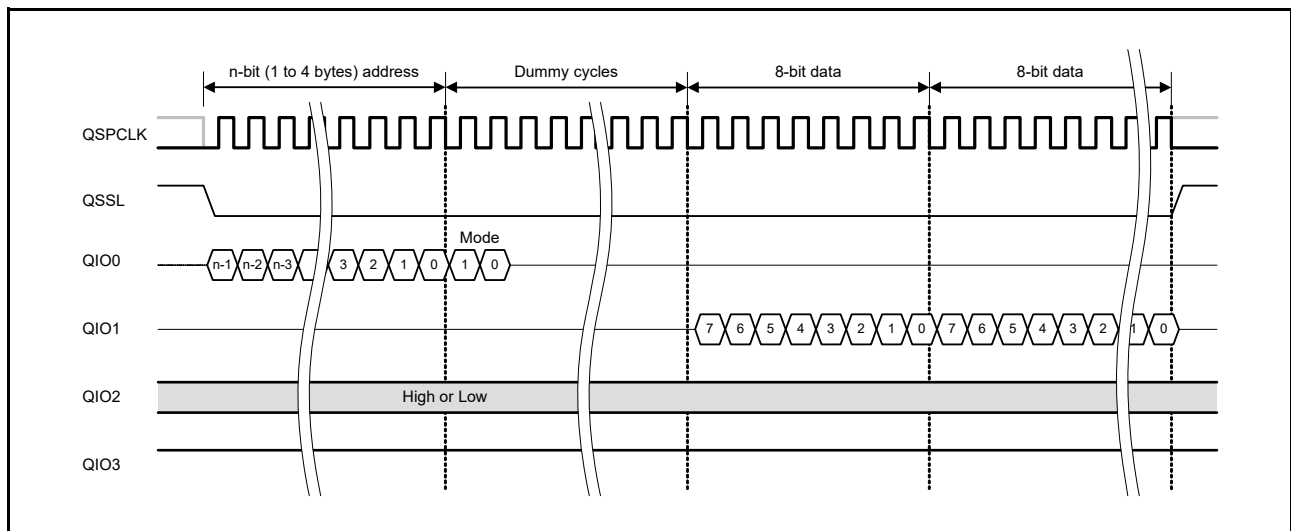 n-bit (1 to 4 bytes) address Dummy cycles 8-bit data 8-bit data
QSPCLK
QSSL
Mode
QIO0 n-1 n-2 n-3 3 2 1 0 1 0
QIO1 7 6 5 4 3 2 1 0 7 6 5 4 3 2 1 0
QIO2 High or Low
QIO3